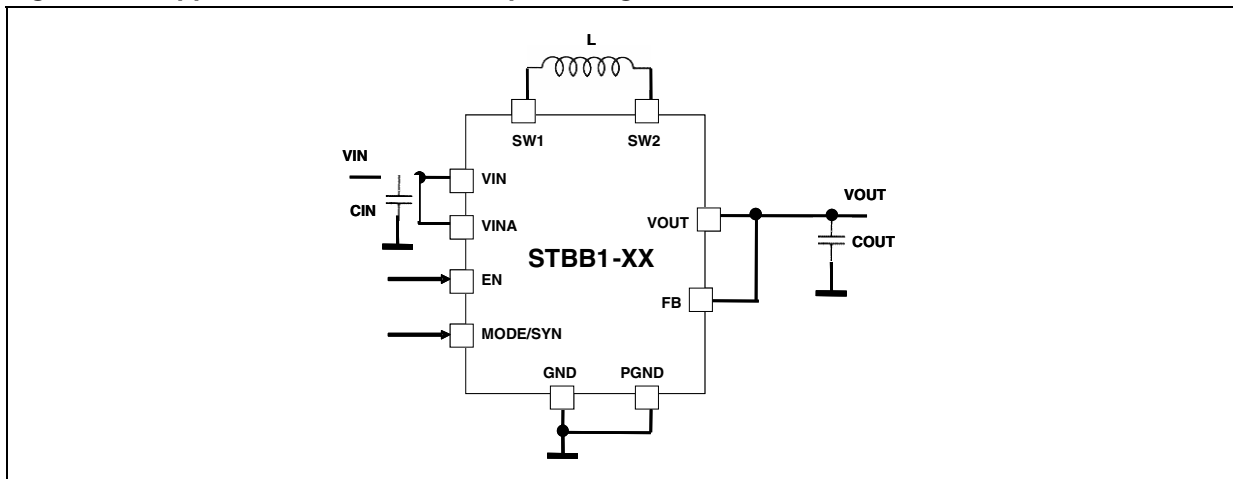 L
SW1
SW2
VIN
VIN
CIN
VINA
VOUT
VOUT
COUT
STBB1-XX
EN
FB
MODE/SYN
GND
PGND